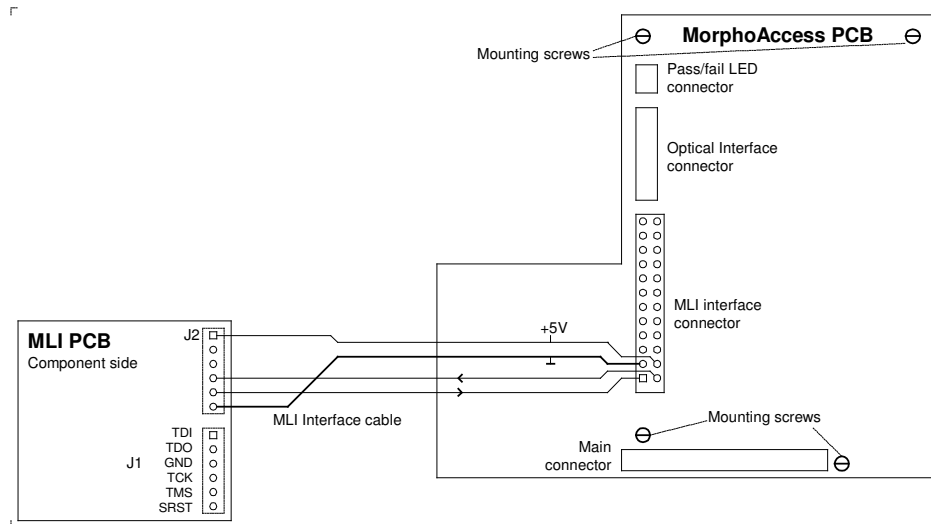 MorphoAccess PCB
Mounting screws
Pass/fail LED
connector
Optical Interface
connector
MLI interface
connector
+5V
MLI PCB
J2
Component side
MLI Interface cable
Mounting screws
J1
TDI
TDO
GND
TCK
TMS
SRST
Main
connector